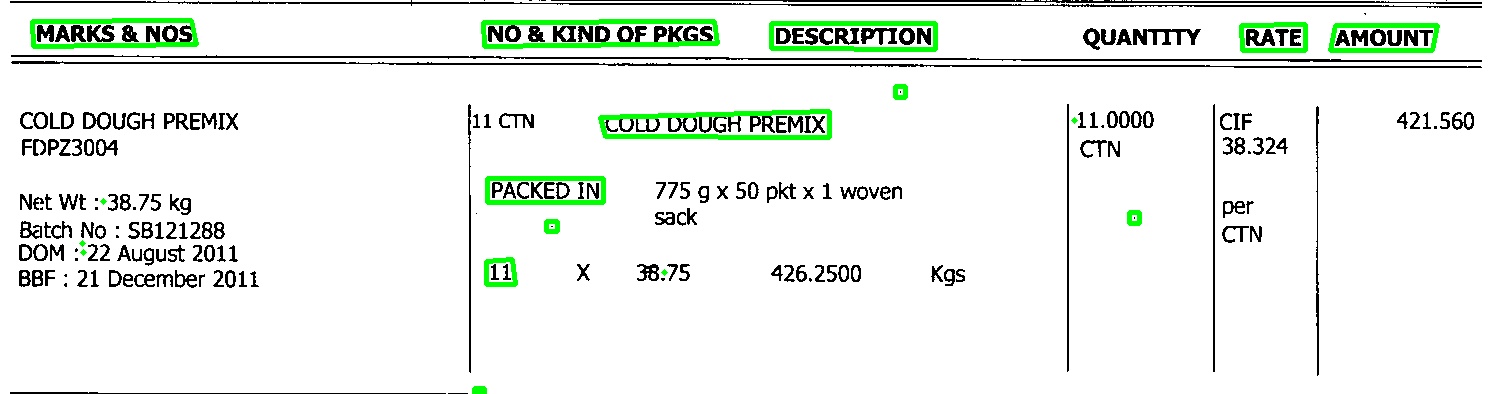 MARKS & NOS NO & KIND OF PKGS DESCRIPTION QUANTITY RATE AMOUNT
COLD DOUGH PREMIX 11 CTN COLD DOUGH PREMIX 11.0000 CIF 421.560
FDPZ3004 CTN 38.324
PACKED IN 775 g x 50 pkt x 1 woven
Net Wt : 38.75 kg sack per
Batch No : SB121288 CTN
DOM : 22 August 2011
BBF : 21 December 2011 11 X 38.75 426.2500 Kgs